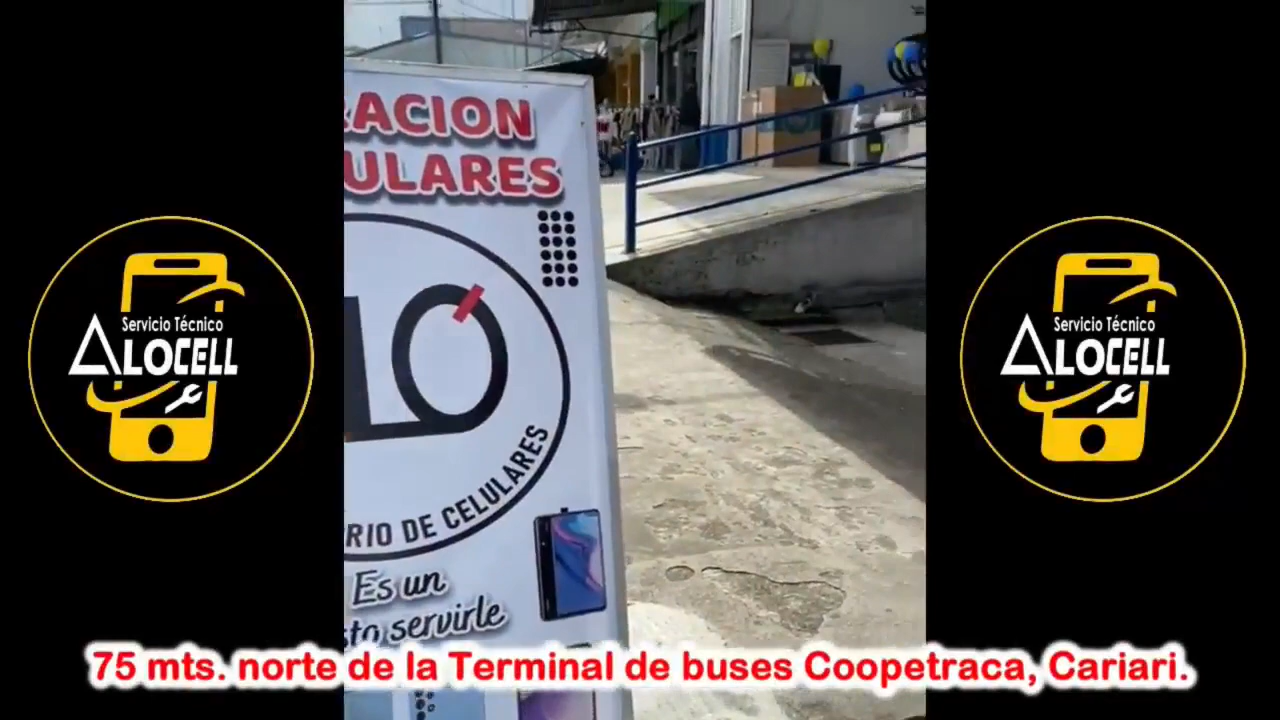 RACION
ULARES
LÓ
RIO DE CELULARES
Es un
sto servirle
Servicio Técnico
ALOCELL
Servicio Técnico
ALOCELL
75 mts. norte de la Terminal de buses Coopetraca, Cariari.